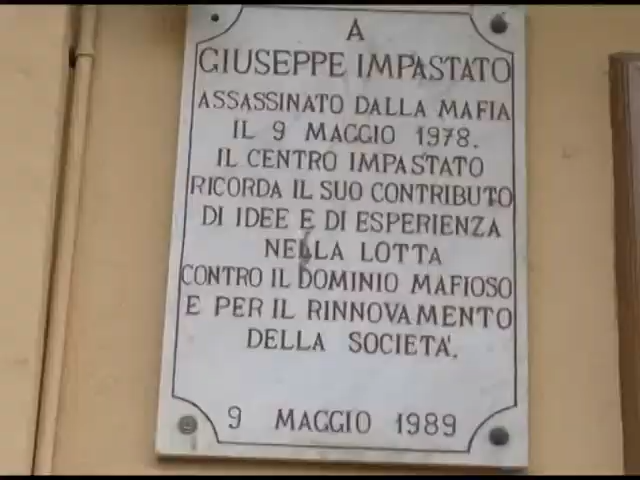 A
GIUSEPPE IMPASTATO
ASSASSINATO DALLA MAFIA
IL 9 MAGGIO 1978.
IL CENTRO IMPASTATO
RICORDA IL SUO CONTRIBUTO
DI IDEE E DI ESPERIENZA
NELLA LOTTA
CONTRO IL DOMINIO MAFIOSO
E PER IL RINNOVAMENTO
DELLA SOCIETA'.
9 MAGGIO 1989